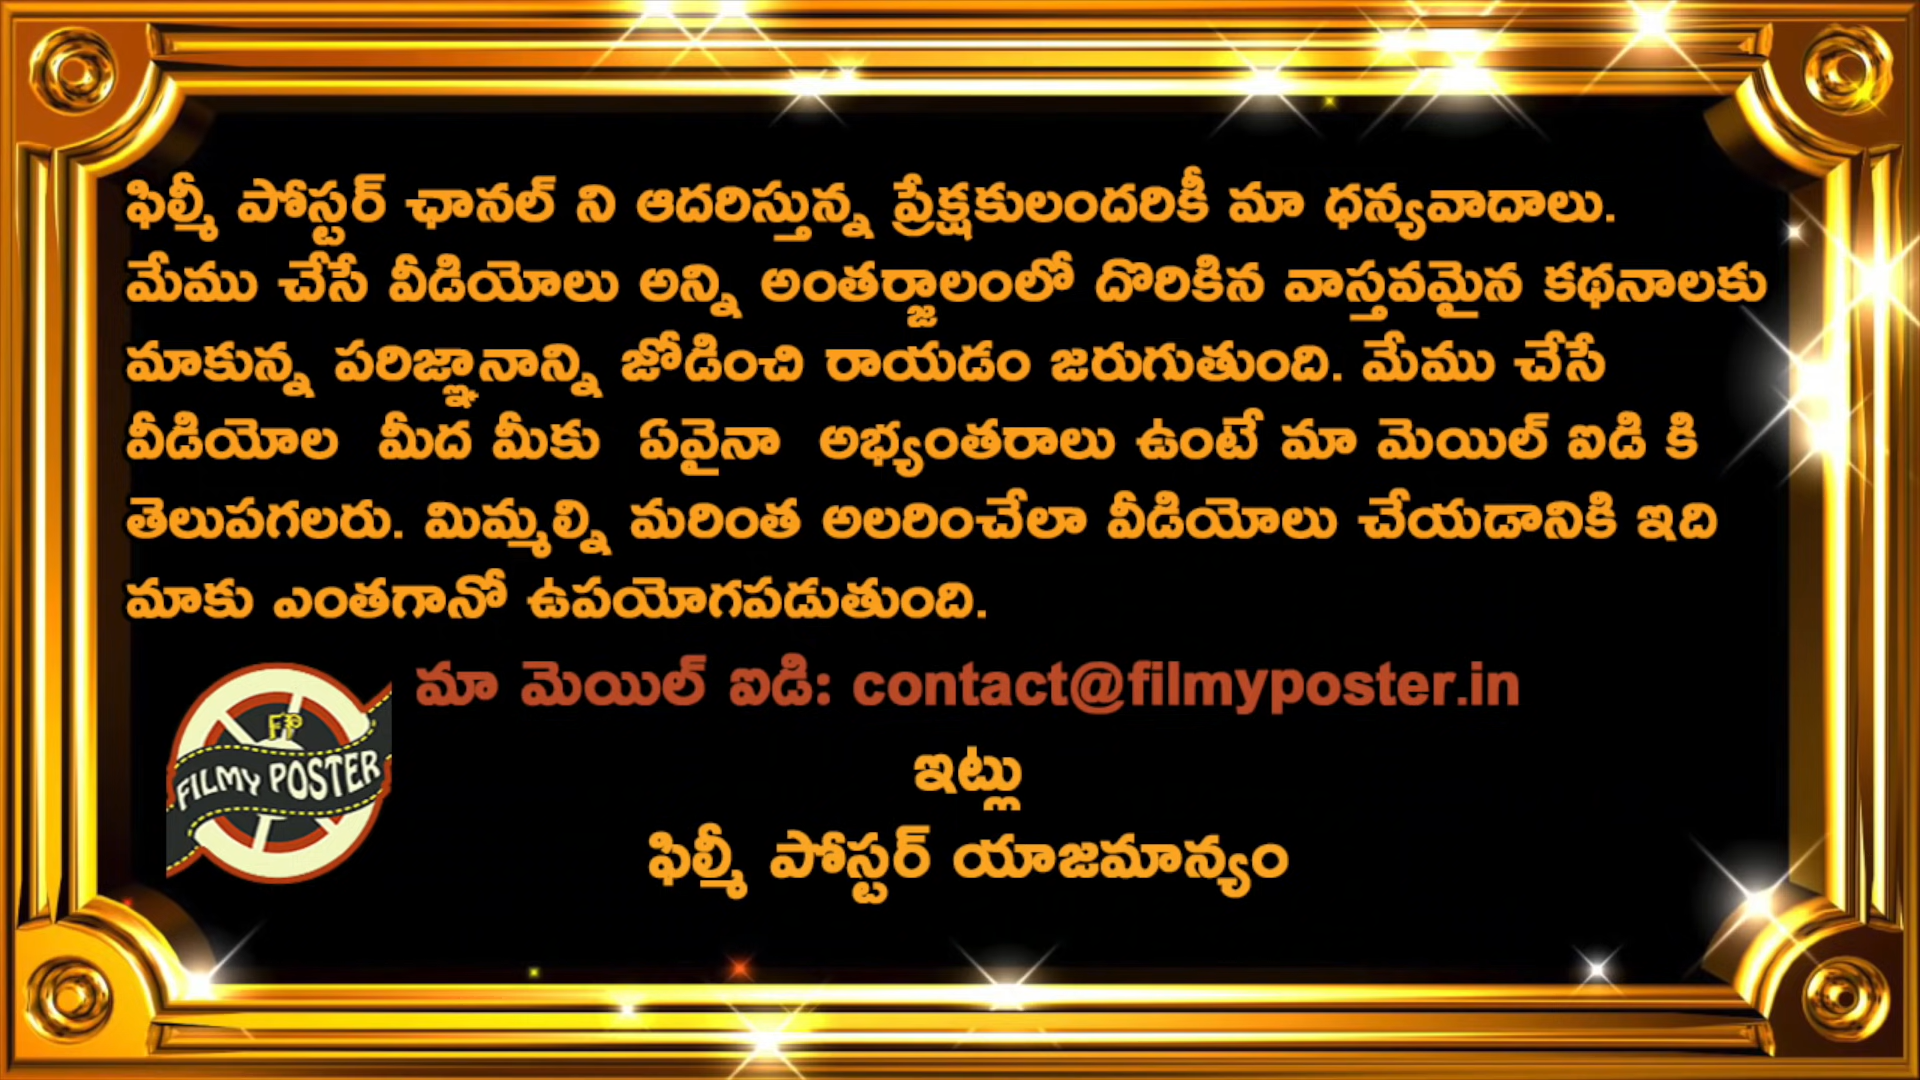 ఫిల్మీ పోస్టర్ ఛానల్ ని ఆదరిస్తున్న ప్రేక్షకులందరికీ మా ధన్యవాదాలు.
మేము చేసే వీడియోలు అన్ని అంతర్జాలంలో దొరికిన వాస్తవమైన కథనాలకు
మాకున్న పరిజ్ఞానాన్ని జోడించి రాయడం జరుగుతుంది. మేము చేసే
వీడియోల మీద మీకు ఏవైనా అభ్యంతరాలు ఉంటే మా మెయిల్ ఐడి కి
తెలుపగలరు. మిమ్మల్ని మరింత అలరించేలా వీడియోలు చేయడానికి ఇది
మాకు ఎంతగానో ఉపయోగపడుతుంది.
మా మెయిల్ ఐడి: contact@filmyposter.in
FP
FILMY POSTER
ఇట్లు
ఫిల్మీ పోస్టర్ యాజమాన్యం